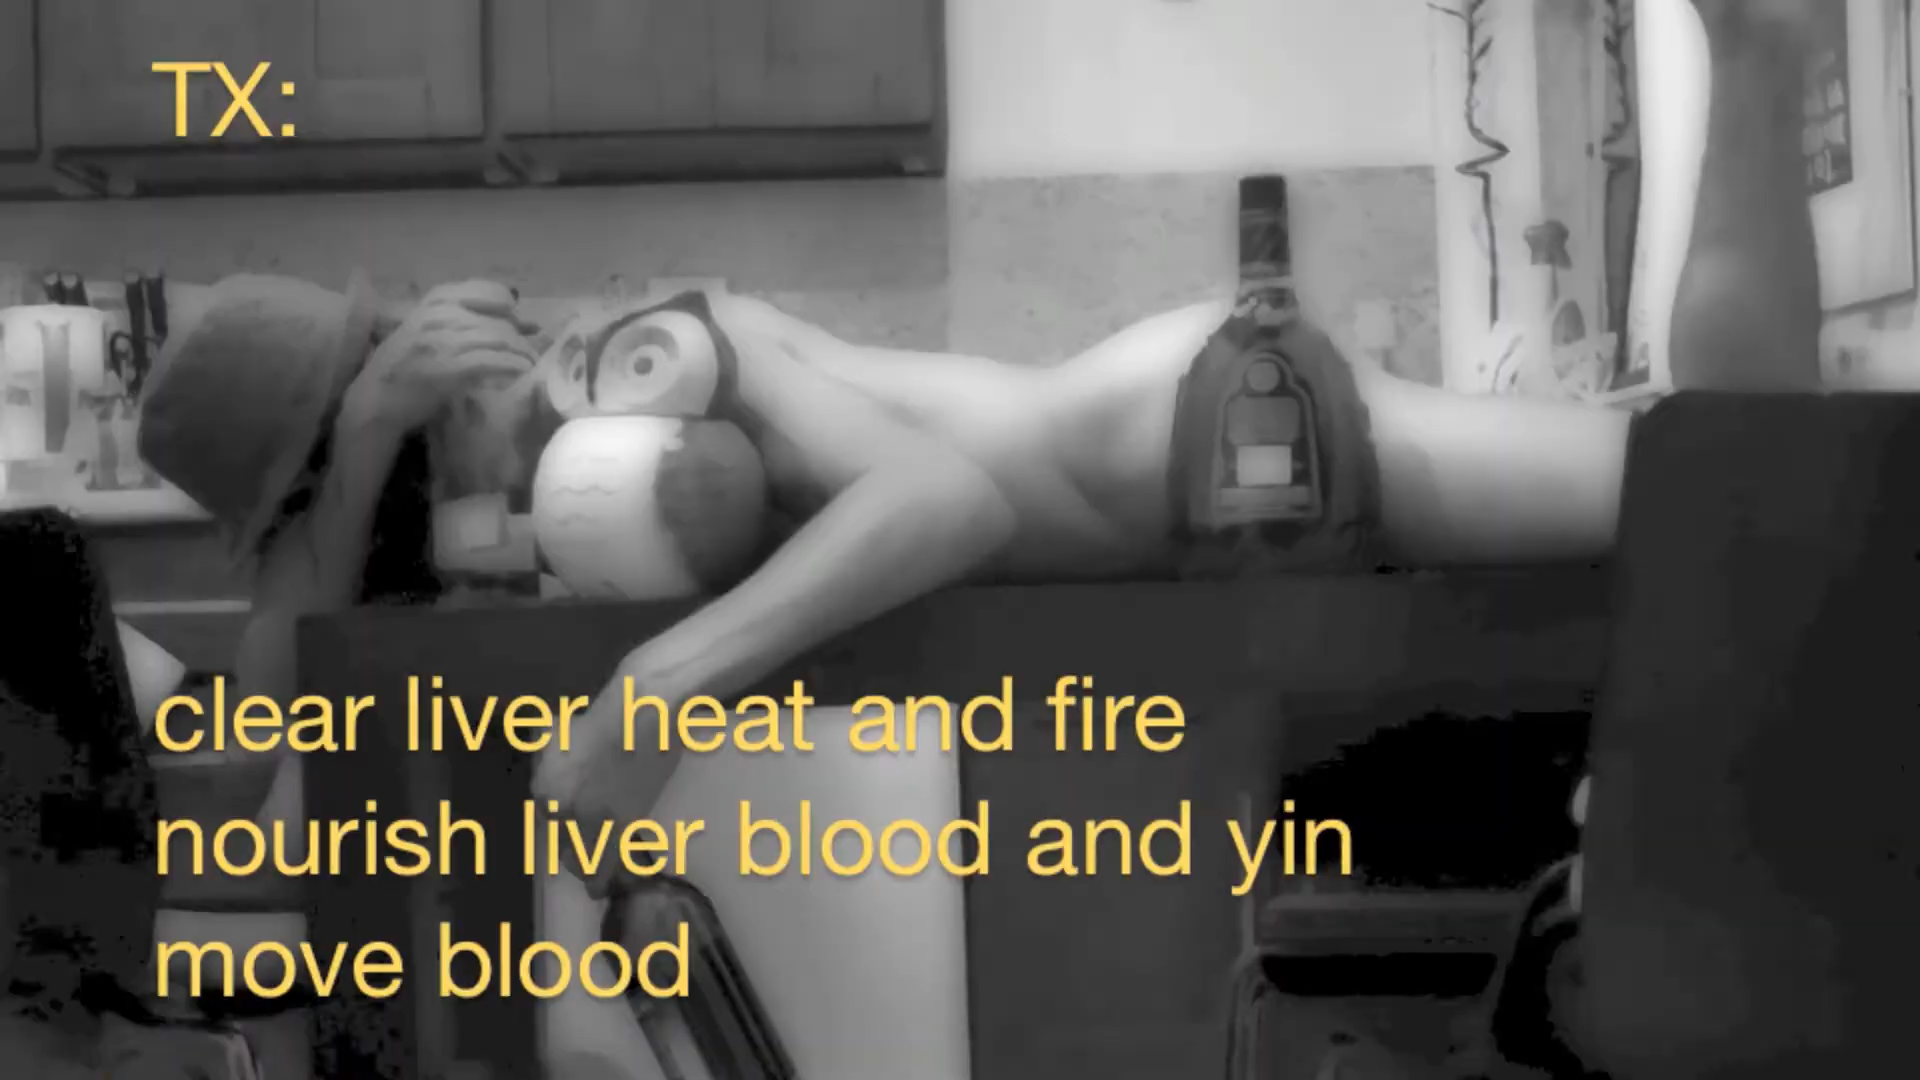 TX:
clear liver heat and fire
nourish liver blood and yin
move blood